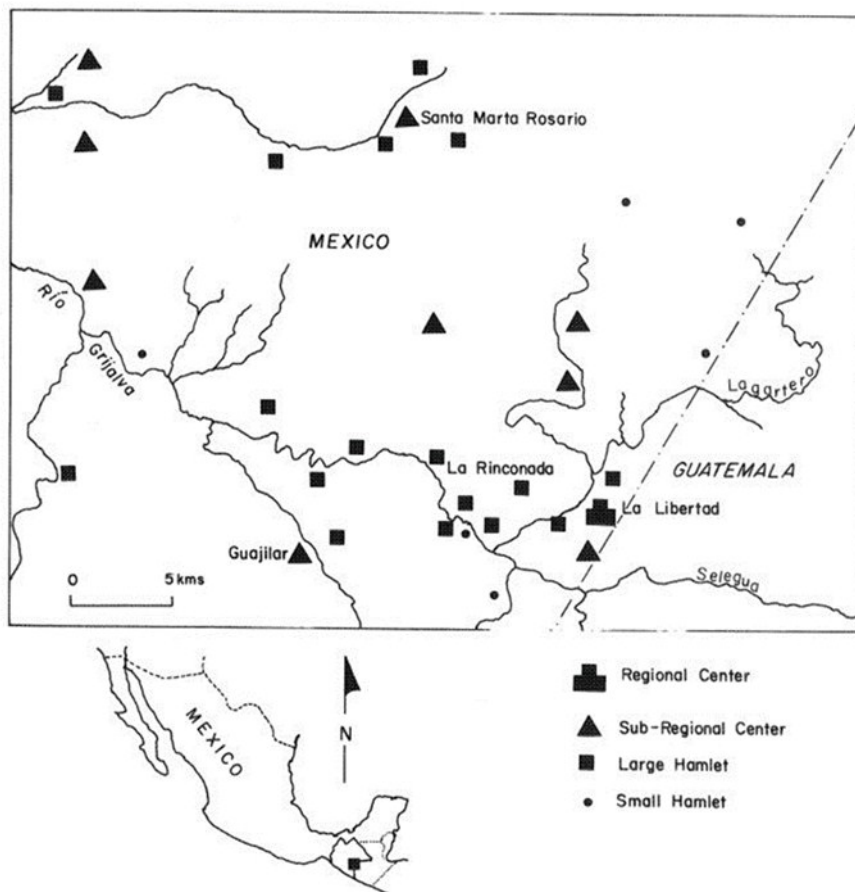 Santa Marta Rosario
MEXICO
Río
Grijalva
Lagartero
La Rinconada
GUATEMALA
La Libertad
Guajilar
0 5 kms
Selegua
MEXICO
N
Regional Center
Sub-Regional Center
Large Hamlet
Small Hamlet